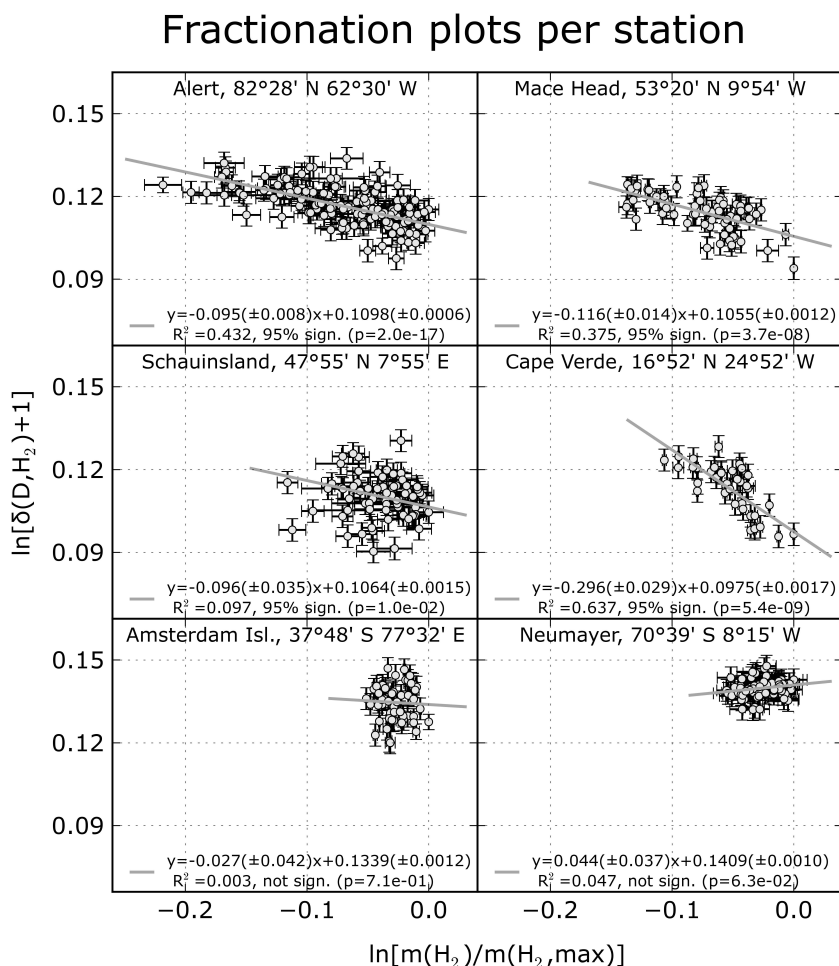 Fractionation plots per station
Alert, 82°28' N 62°30' W
Mace Head, 53°20' N 9°54' W
0.15
0.12
0.09
y=-0.095(±0.008)x+0.1098(±0.0006)
R²=0.432, 95% sign. (p=2.0e-17)
y=-0.116(±0.014)x+0.1055(±0.0012)
R²=0.375, 95% sign. (p=3.7e-08)
Schauinsland, 47°55' N 7°55' E
Cape Verde, 16°52' N 24°52' W
0.15
0.12
0.09
ln[δ(D,H₂)+1]
y=-0.096(±0.035)x+0.1064(±0.0015)
R²=0.097, 95% sign. (p=1.0e-02)
y=-0.296(±0.029)x+0.0975(±0.0017)
R²=0.637, 95% sign. (p=5.4e-09)
Amsterdam Isl., 37°48' S 77°32' E
Neumayer, 70°39' S 8°15' W
0.15
0.12
0.09
y=-0.027(±0.042)x+0.1339(±0.0012)
R²=0.003, not sign. (p=7.1e-01)
y=0.044(±0.037)x+0.1409(±0.0010)
R²=0.047, not sign. (p=6.3e-02)
−0.2 −0.1 0.0 −0.2 −0.1 0.0
ln[m(H₂)/m(H₂,max)]